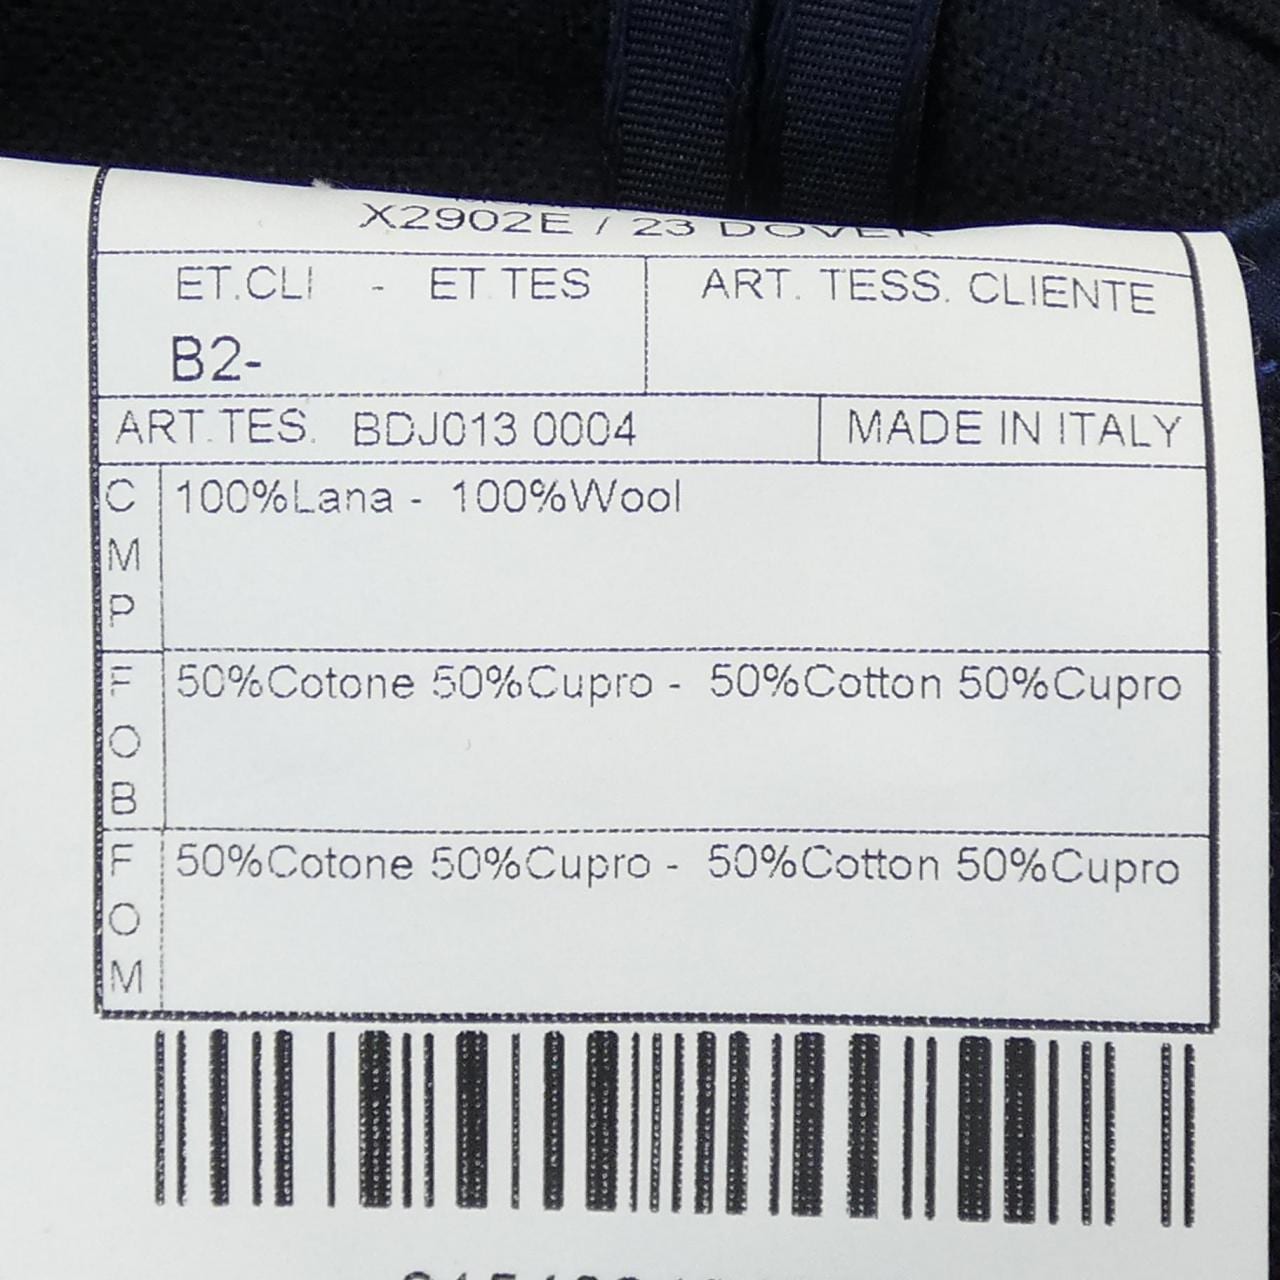 X2902E / 23 DOVER
ET.CLI - ET.TES
ART. TESS. CLIENTE
B2-
ART.TES. BDJ013 0004
MADE IN ITALY
CMP
100%Lana - 100%Wool
FOB
50%Cotone 50%Cupro - 50%Cotton 50%Cupro
FOM
50%Cotone 50%Cupro - 50%Cotton 50%Cupro